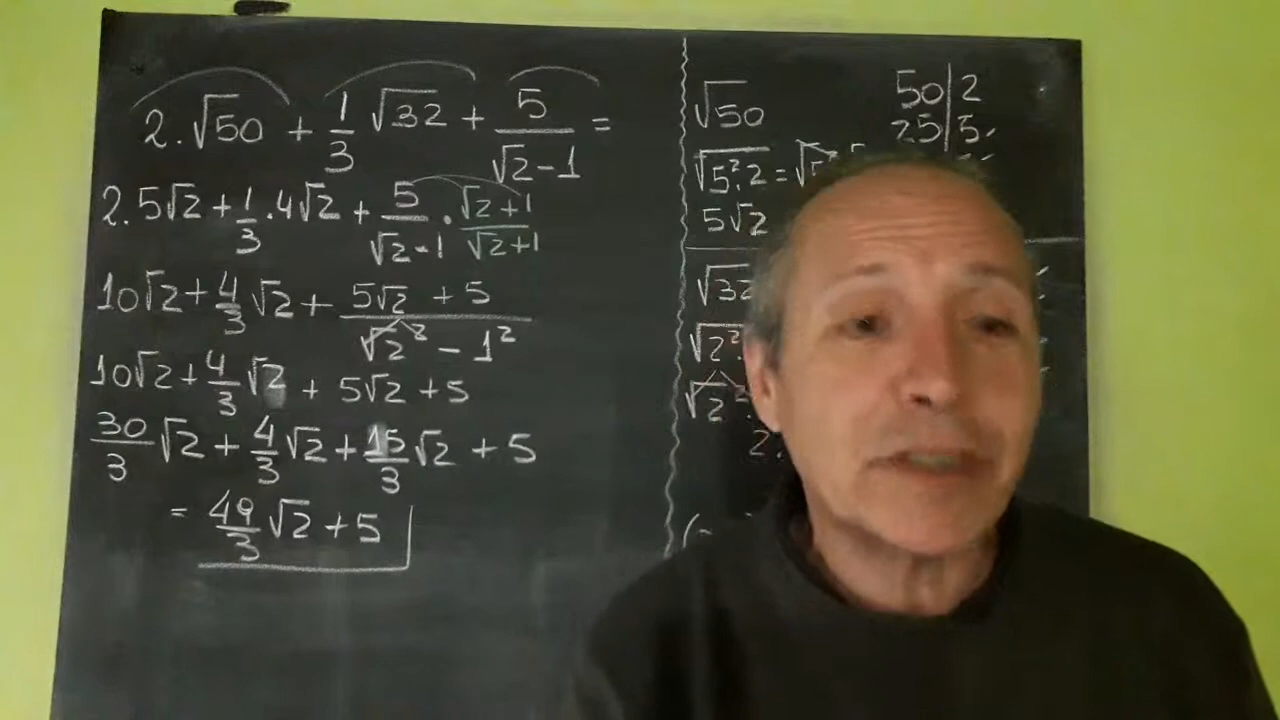 2.√50 + 1/3 √32 + 5/(√2-1) =
2.5√2 + 1/3 .4√2 + 5/(√2-1) . (√2+1)/(√2+1)
10√2 + 4/3 √2 + (5√2 + 5)/(√2² - 1²)
10√2 + 4/3 √2 + 5√2 + 5
30/3 √2 + 4/3 √2 + 15/3 √2 + 5
= 49/3 √2 + 5
√50
50 | 2
25 | 5
√5².2 =
5√2
√32
√2²
√2²
2.